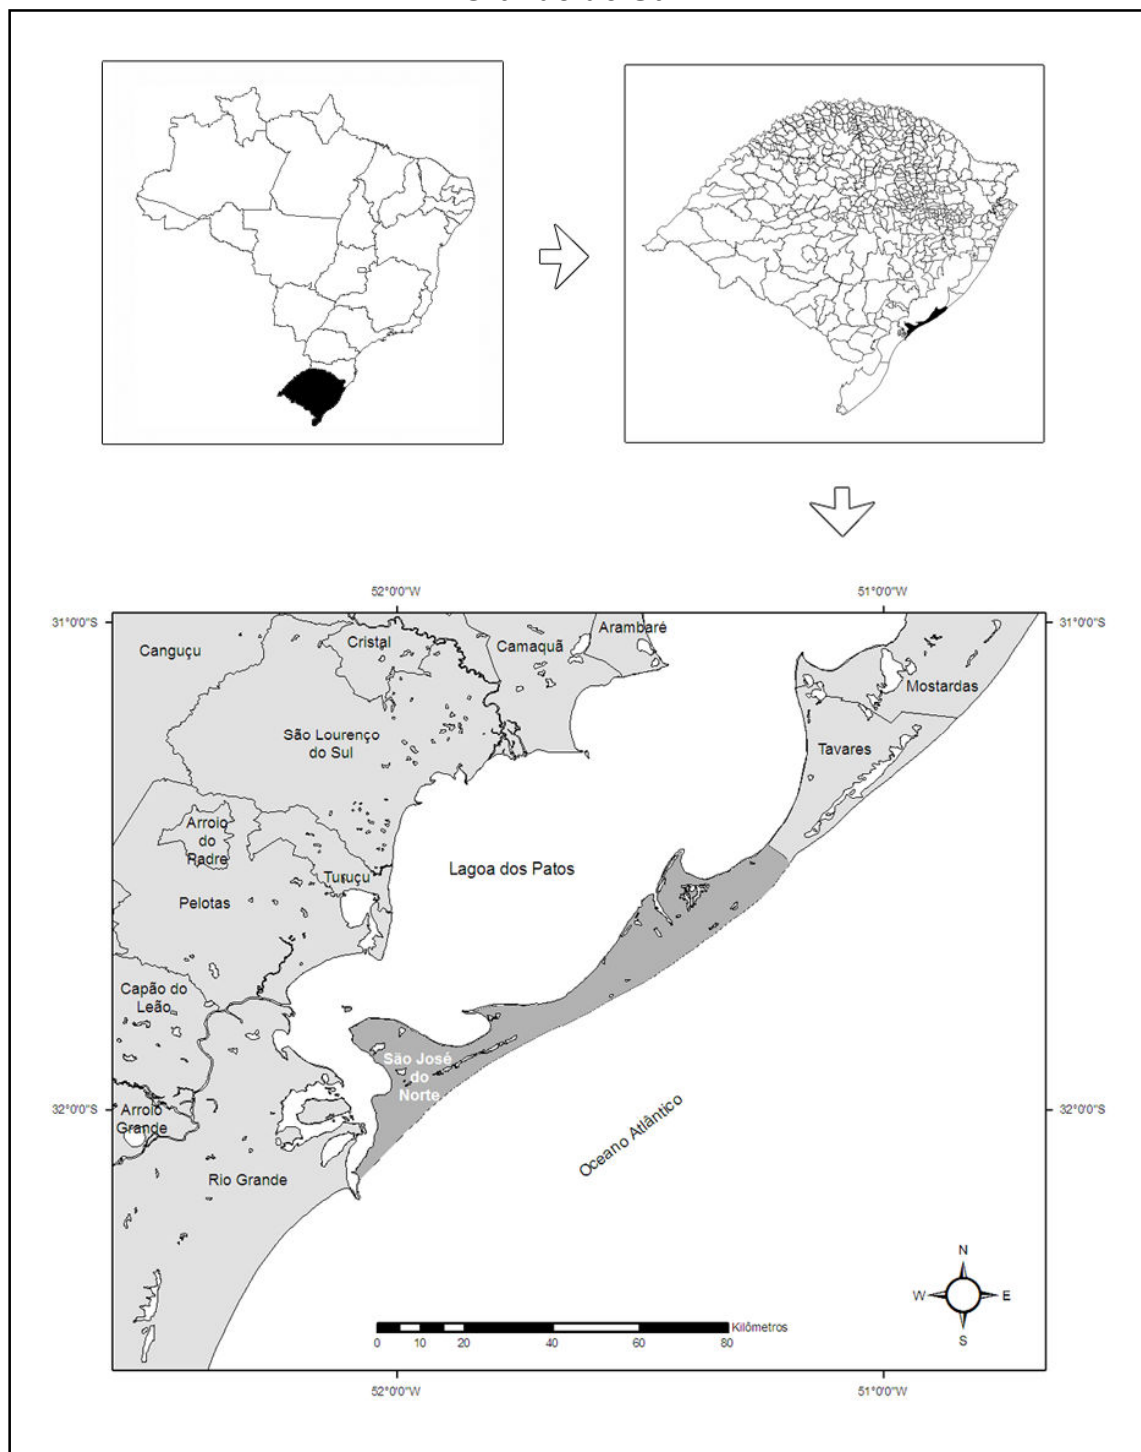 52°0'0"W
51°0'0"W
31°0'0"S
31°0'0"S
Canguçu
Cristal
Camaquã
Arambaré
Mostardas
São Lourenço
do Sul
Tavares
Arroio
do
Padre
Turuçu
Lagoa dos Patos
Pelotas
Capão do
Leão
São José
do
Norte
32°0'0"S
32°0'0"S
Arroio
Grande
Oceano Atlântico
Rio Grande
N
W
E
S
Kilômetros
0
10
20
40
60
80
52°0'0"W
51°0'0"W